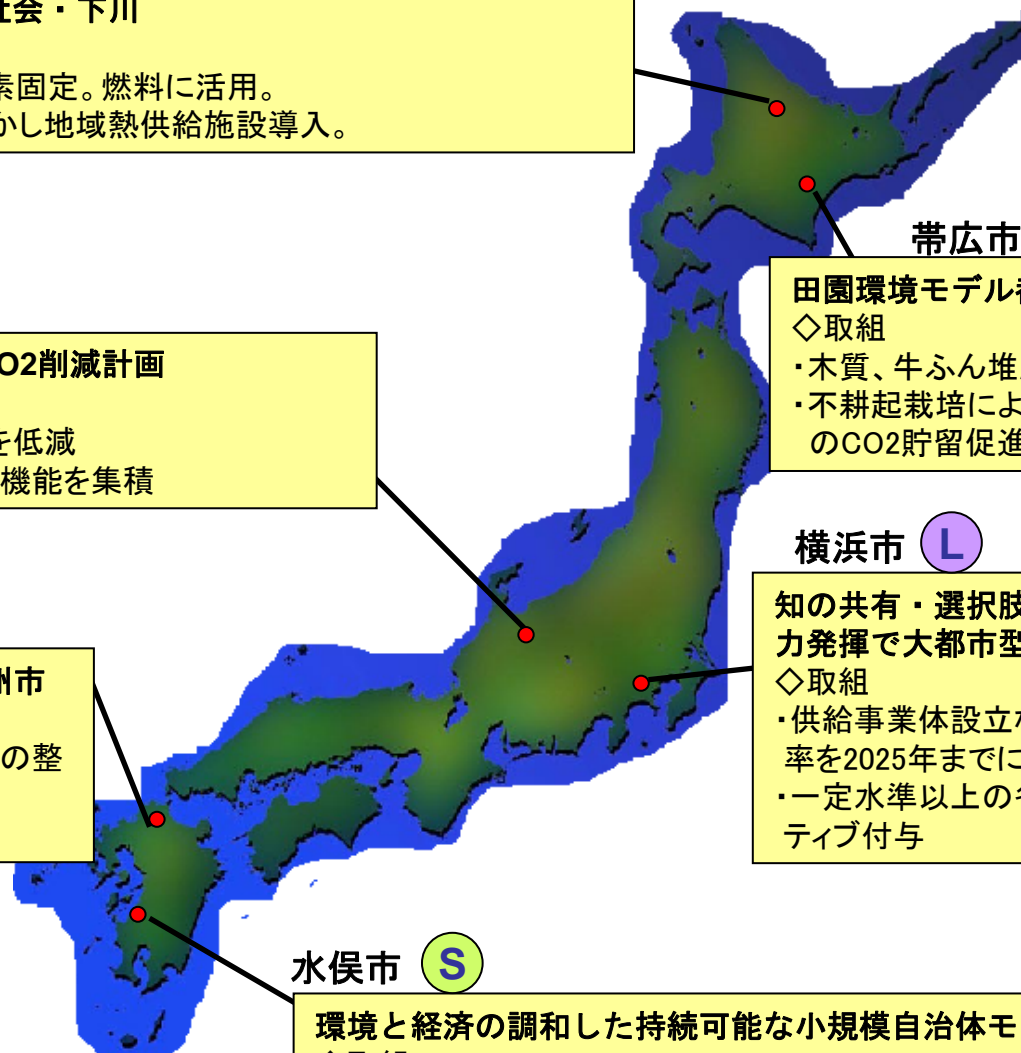 社会・下川
素固定。燃料に活用。
かし地域熱供給施設導入。
帯広市
田園環境モデル
◇取組
・木質、牛ふん堆
・不耕起栽培によ
のCO2貯留促進
O2削減計画
を低減
機能を集積
横浜市 L
知の共有・選択肢
力発揮で大都市型
◇取組
・供給事業体設立
率を2025年までに
・一定水準以上の
ティブ付与
州市
の整
水俣市 S
環境と経済の調和した持続可能な小規模自治体モ